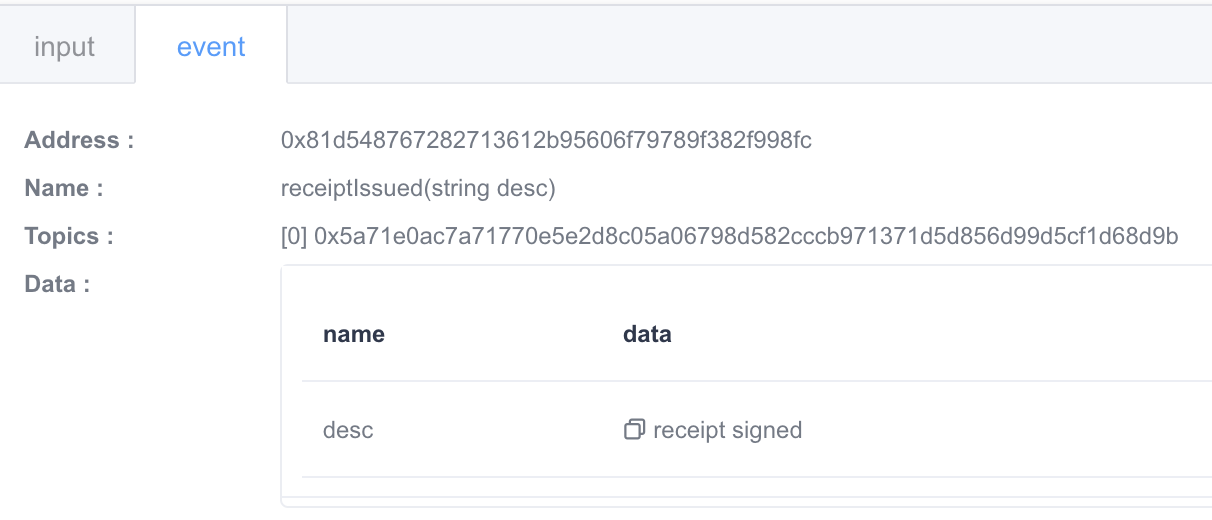 input event
Address : 0x81d548767282713612b95606f79789f382f998fc
Name : receiptIssued(string desc)
Topics : [0] 0x5a71e0ac7a71770e5e2d8c05a06798d582cccb971371d5d856d99d5cf1d68d9b
Data :
name data
desc receipt signed